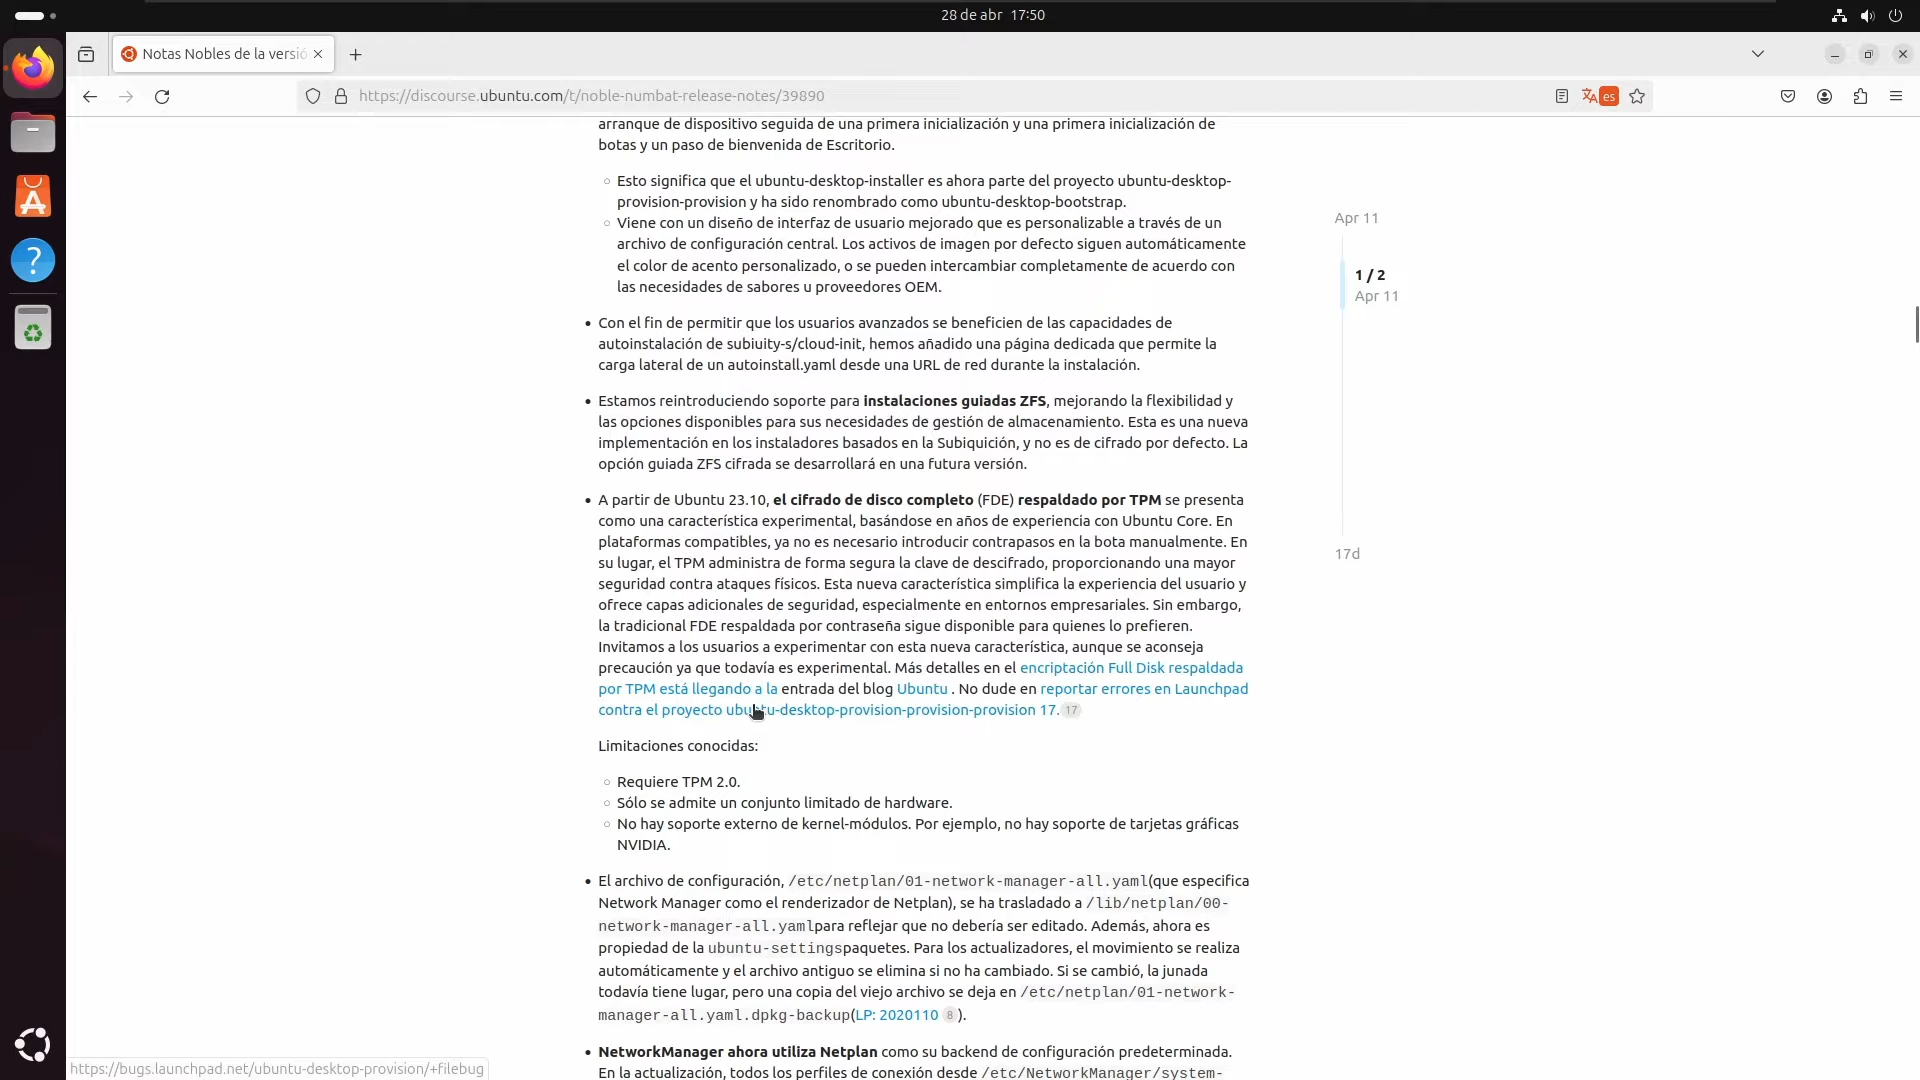 28 de abr 17:50
Notas Nobles de la versió
https://discourse.ubuntu.com/t/noble-numbat-release-notes/39890
es
arranque de dispositivo seguida de una primera inicialización y una primera inicialización de
botas y un paso de bienvenida de Escritorio.
Esto significa que el ubuntu-desktop-installer es ahora parte del proyecto ubuntu-desktop-
provision-provision y ha sido renombrado como ubuntu-desktop-bootstrap.
Viene con un diseño de interfaz de usuario mejorado que es personalizable a través de un
archivo de configuración central. Los activos de imagen por defecto siguen automáticamente
el color de acento personalizado, o se pueden intercambiar completamente de acuerdo con
las necesidades de sabores u proveedores OEM.
Con el fin de permitir que los usuarios avanzados se beneficien de las capacidades de
autoinstalación de subiuity-s/cloud-init, hemos añadido una página dedicada que permite la
carga lateral de un autoinstall.yaml desde una URL de red durante la instalación.
Estamos reintroduciendo soporte para instalaciones guiadas ZFS, mejorando la flexibilidad y
las opciones disponibles para sus necesidades de gestión de almacenamiento. Esta es una nueva
implementación en los instaladores basados en la Subiquición, y no es de cifrado por defecto. La
opción guiada ZFS cifrada se desarrollará en una futura versión.
A partir de Ubuntu 23.10, el cifrado de disco completo (FDE) respaldado por TPM se presenta
como una característica experimental, basándose en años de experiencia con Ubuntu Core. En
plataformas compatibles, ya no es necesario introducir contrapasos en la bota manualmente. En
su lugar, el TPM administra de forma segura la clave de descifrado, proporcionando una mayor
seguridad contra ataques físicos. Esta nueva característica simplifica la experiencia del usuario y
ofrece capas adicionales de seguridad, especialmente en entornos empresariales. Sin embargo,
la tradicional FDE respaldada por contraseña sigue disponible para quienes lo prefieren.
Invitamos a los usuarios a experimentar con esta nueva característica, aunque se aconseja
precaución ya que todavía es experimental. Más detalles en el encriptación Full Disk respaldada
por TPM está llegando a la entrada del blog Ubuntu . No dude en reportar errores en Launchpad
contra el proyecto ubuntu-desktop-provision-provision-provision 17. 17
Limitaciones conocidas:
Requiere TPM 2.0.
Sólo se admite un conjunto limitado de hardware.
No hay soporte externo de kernel-módulos. Por ejemplo, no hay soporte de tarjetas gráficas
NVIDIA.
El archivo de configuración, /etc/netplan/01-network-manager-all.yaml(que especifica
Network Manager como el renderizador de Netplan), se ha trasladado a /lib/netplan/00-
network-manager-all.yamlpara reflejar que no debería ser editado. Además, ahora es
propiedad de la ubuntu-settingspaquetes. Para los actualizadores, el movimiento se realiza
automáticamente y el archivo antiguo se elimina si no ha cambiado. Si se cambió, la junada
todavía tiene lugar, pero una copia del viejo archivo se deja en /etc/netplan/01-network-
manager-all.yaml.dpkg-backup(LP: 2020110 8 ).
NetworkManager ahora utiliza Netplan como su backend de configuración predeterminada.
En la actualización, todos los perfiles de conexión desde /etc/NetworkManager/system-
Apr 11
1 / 2
Apr 11
17d
https://bugs.launchpad.net/ubuntu-desktop-provision/+filebug